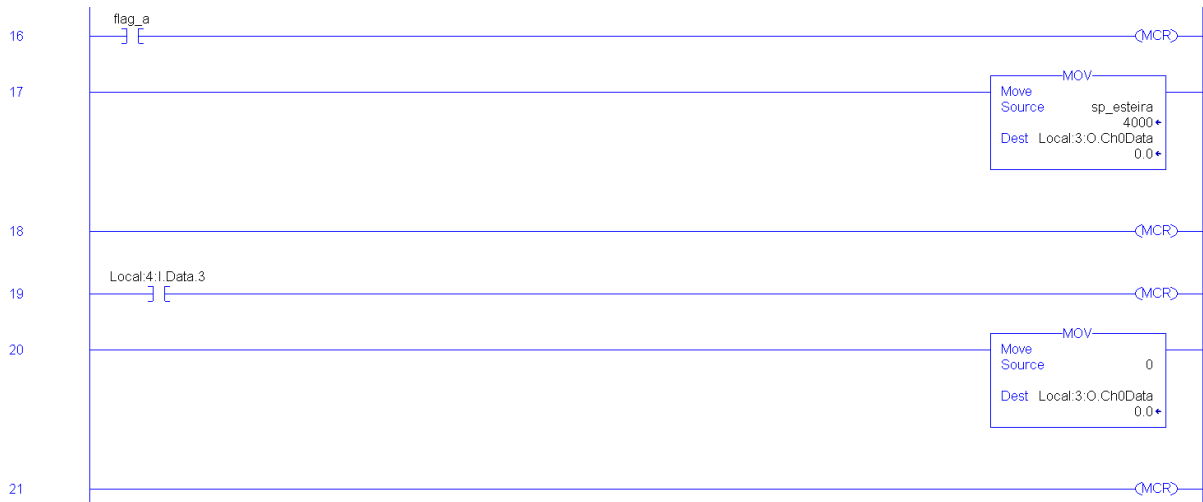 flag_a
16
MCR
17
MOV
Move
Source sp_esteira
4000
Dest Local:3:O.Ch0Data
0.0
18
MCR
Local:4:I.Data.3
19
MCR
20
MOV
Move
Source 0
Dest Local:3:O.Ch0Data
0.0
21
MCR